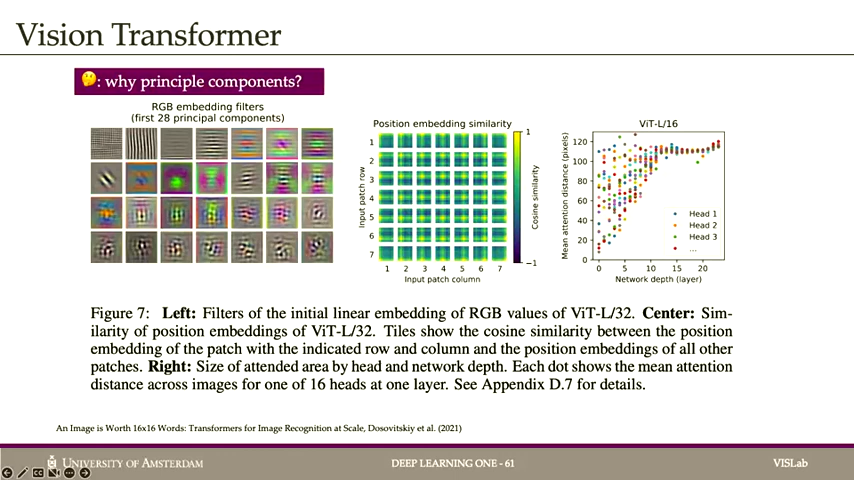 Vision Transformer
🤔: why principle components?
RGB embedding filters
(first 28 principal components)
Position embedding similarity
Input patch row
1
2
3
4
5
6
7
1 2 3 4 5 6 7
Input patch column
1
−1
Cosine similarity
ViT-L/16
Mean attention distance (pixels)
120
100
80
60
40
20
0
Head 1
Head 2
Head 3
...
0 5 10 15 20
Network depth (layer)
Figure 7: Left: Filters of the initial linear embedding of RGB values of ViT-L/32. Center: Sim-
ilarity of position embeddings of ViT-L/32. Tiles show the cosine similarity between the position
embedding of the patch with the indicated row and column and the position embeddings of all other
patches. Right: Size of attended area by head and network depth. Each dot shows the mean attention
distance across images for one of 16 heads at one layer. See Appendix D.7 for details.
An Image is Worth 16x16 Words: Transformers for Image Recognition at Scale, Dosovitskiy et al. (2021)
UNIVERSITY OF AMSTERDAM
DEEP LEARNING ONE - 61
VISLab